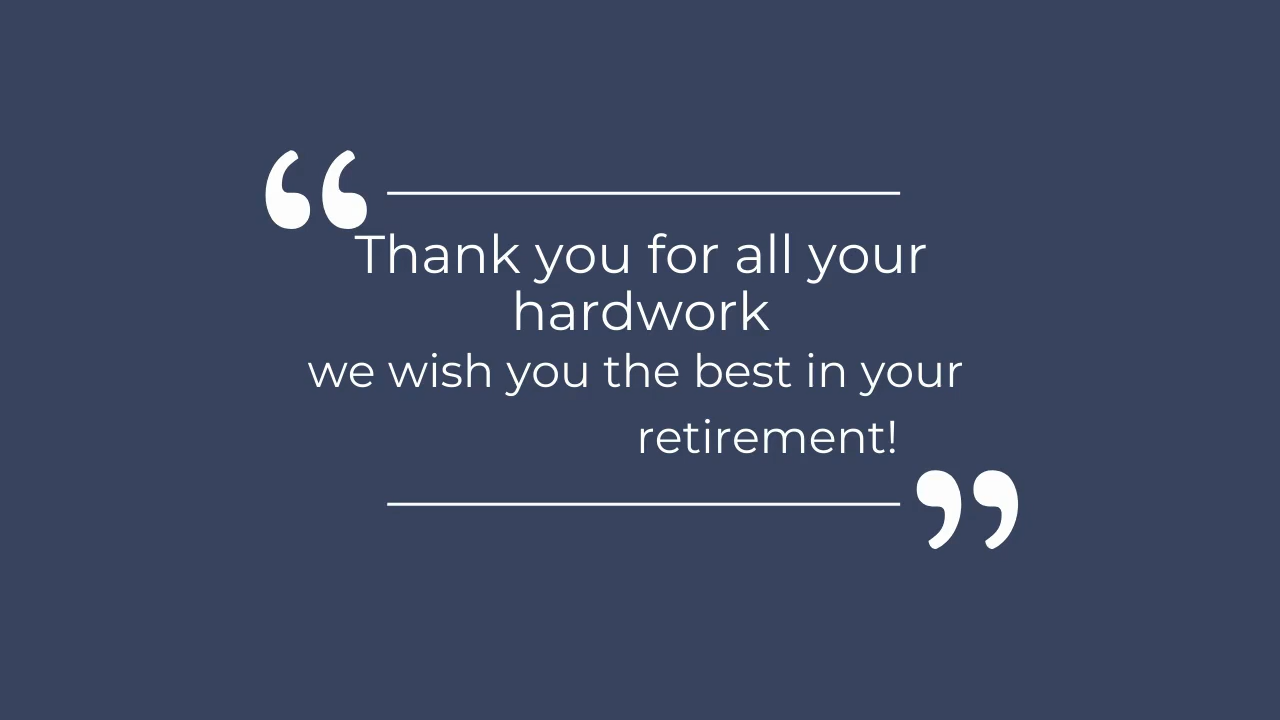 “
Thank you for all your
hardwork
we wish you the best in your
retirement!
”